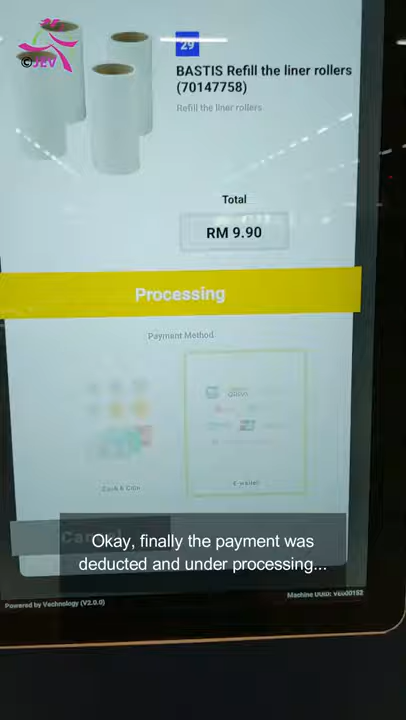 ©JEV
29
BASTIS Refill the liner rollers
(70147758)
Refill the liner rollers
Total
RM 9.90
Processing
Payment Method
Cash & Coin
E-wallet
Okay, finally the payment was
deducted and under processing...
Powered by Vechnology (V2.0.0)